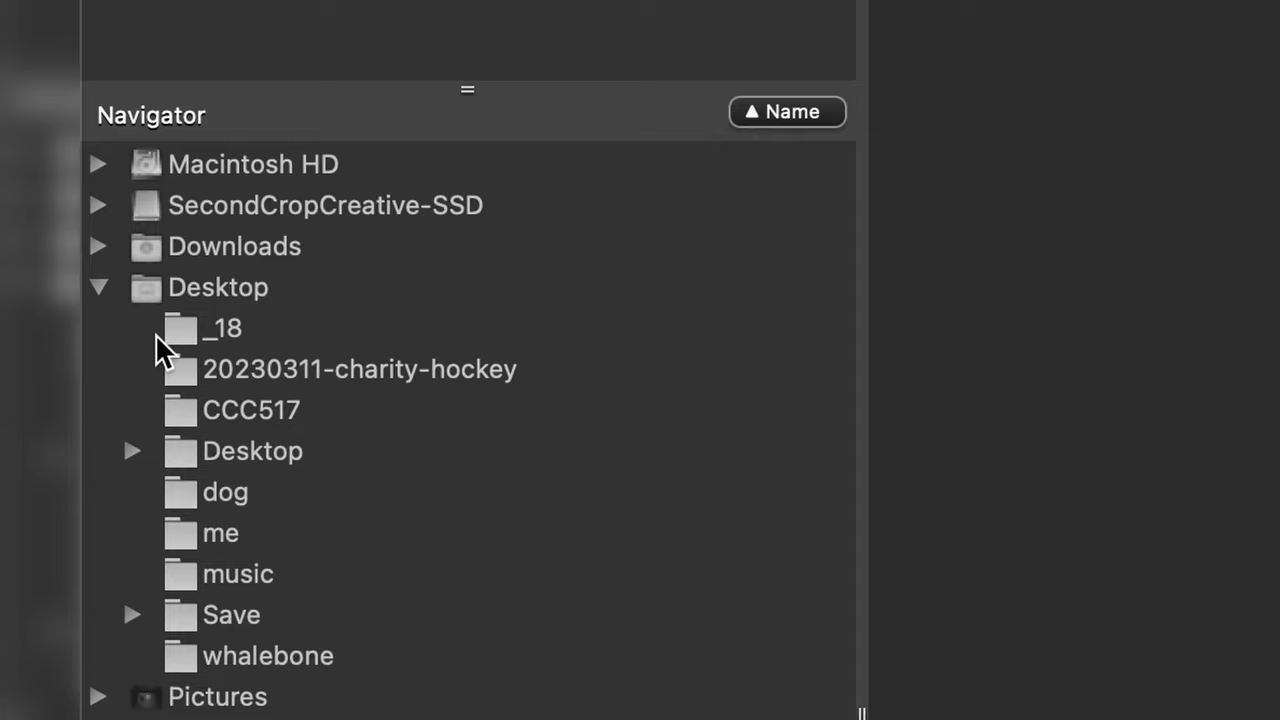 Navigator
▲ Name
Macintosh HD
SecondCropCreative-SSD
Downloads
Desktop
_18
20230311-charity-hockey
CCC517
Desktop
dog
me
music
Save
whalebone
Pictures